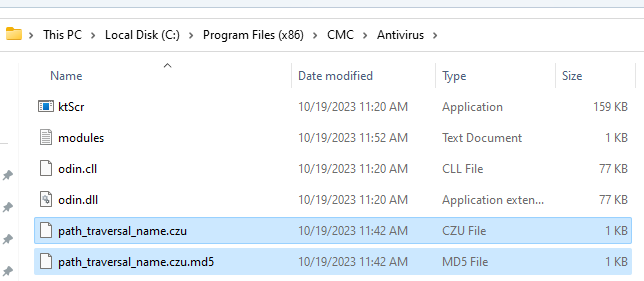 This PC > Local Disk (C:) > Program Files (x86) > CMC > Antivirus >
Name Date modified Type Size
ktScr 10/19/2023 11:20 AM Application 159 KB
modules 10/19/2023 11:52 AM Text Document 1 KB
odin.cll 10/19/2023 11:20 AM CLL File 77 KB
odin.dll 10/19/2023 11:20 AM Application exten... 77 KB
path_traversal_name.czu 10/19/2023 11:42 AM CZU File 1 KB
path_traversal_name.czu.md5 10/19/2023 11:42 AM MD5 File 1 KB